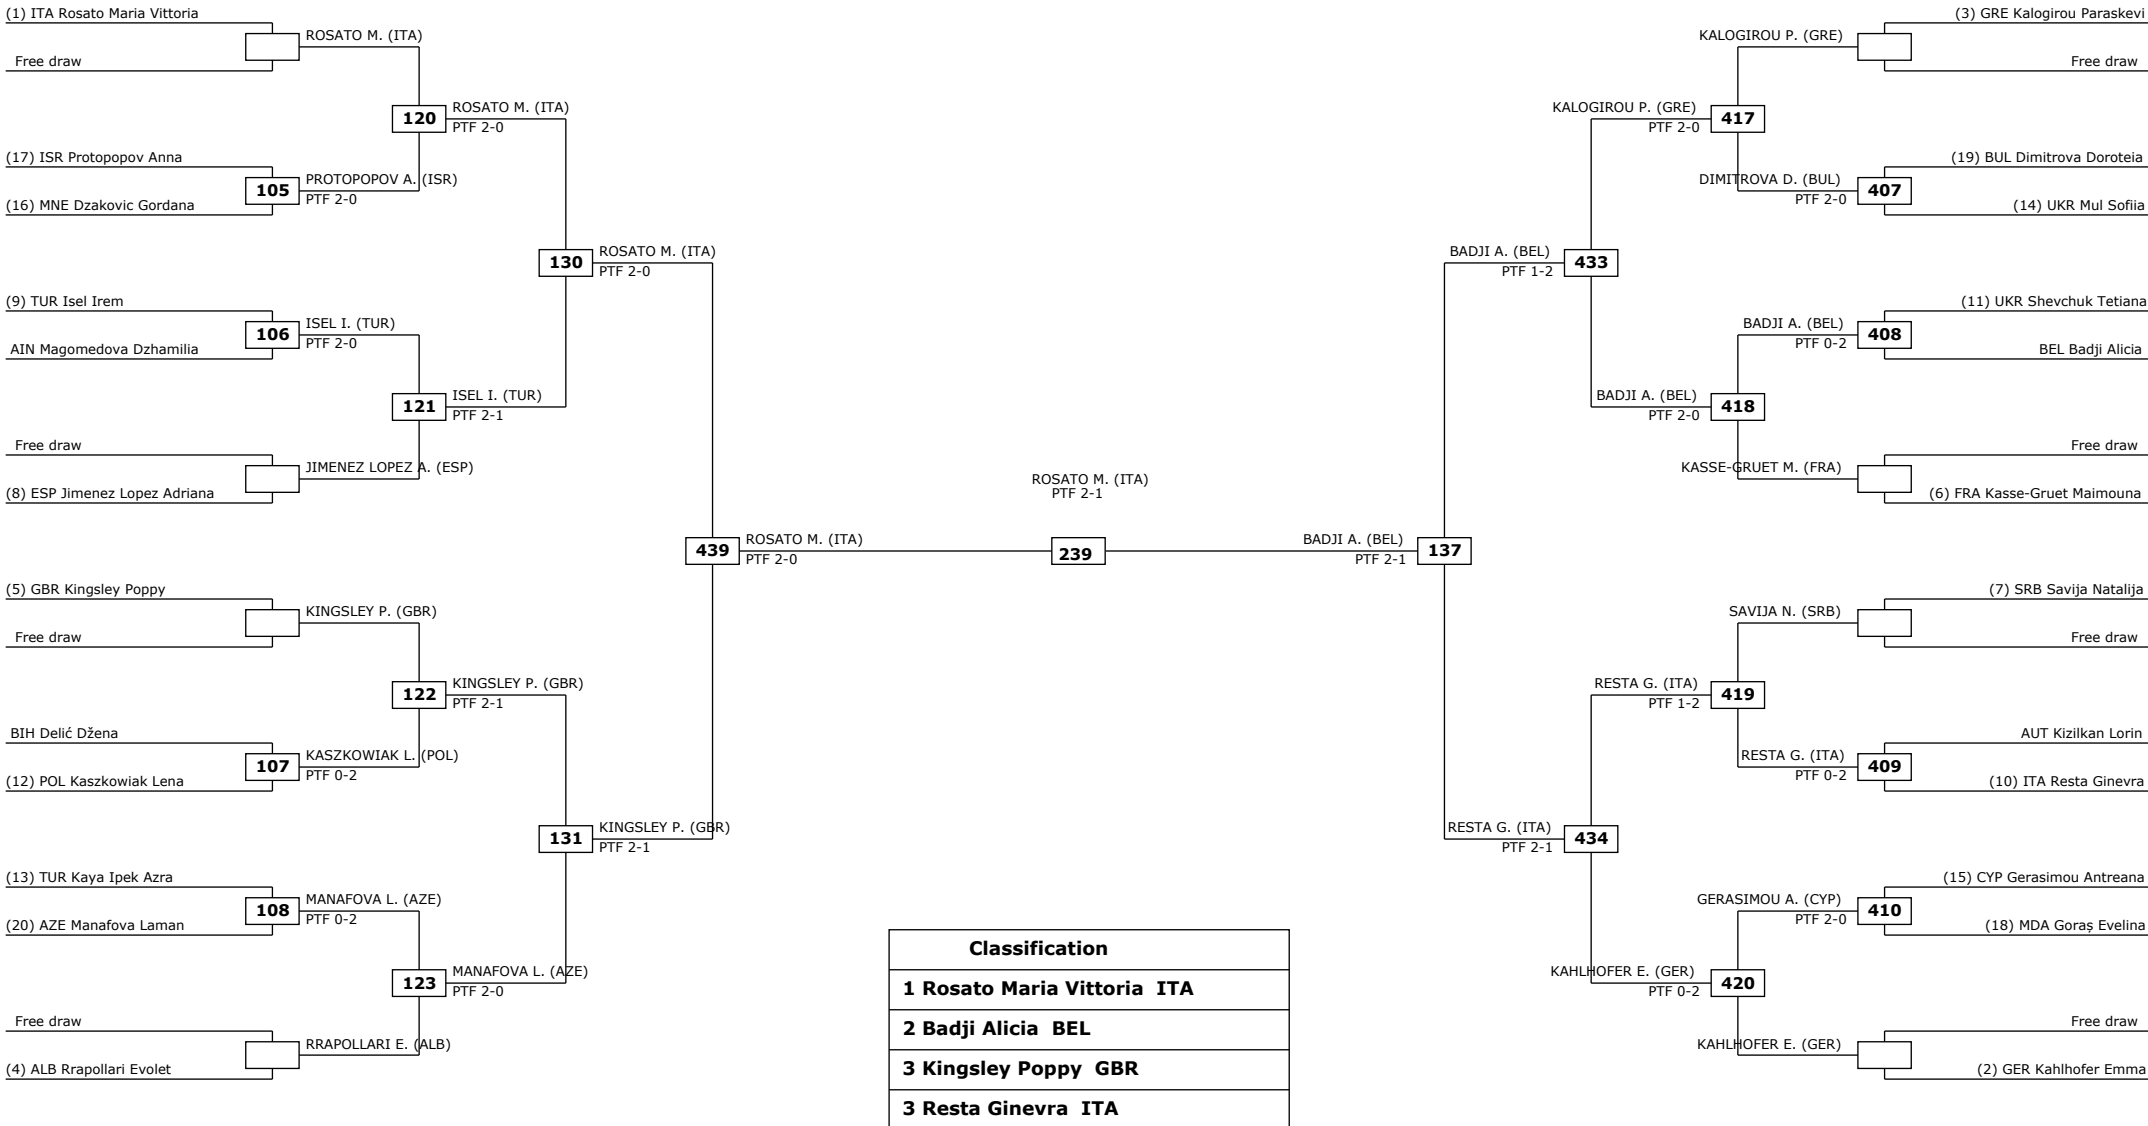 (1) ITA Rosato Maria Vittoria
ROSATO M. (ITA)
Free draw
120
ROSATO M. (ITA)
PTF 2-0
(17) ISR Protopopov Anna
105
PROTOPOPOV A. (ISR)
PTF 2-0
(16) MNE Dzakovic Gordana
130
ROSATO M. (ITA)
PTF 2-0
(9) TUR Isel Irem
106
ISEL I. (TUR)
PTF 2-0
AIN Magomedova Dzhamilia
121
ISEL I. (TUR)
PTF 2-1
Free draw
JIMENEZ LOPEZ A. (ESP)
(8) ESP Jimenez Lopez Adriana
439
ROSATO M. (ITA)
PTF 2-0
(5) GBR Kingsley Poppy
KINGSLEY P. (GBR)
Free draw
122
KINGSLEY P. (GBR)
PTF 2-1
BIH Delić Džena
107
KASZKOWIAK L. (POL)
PTF 0-2
(12) POL Kaszkowiak Lena
131
KINGSLEY P. (GBR)
PTF 2-1
(13) TUR Kaya Ipek Azra
108
MANAFOVA L. (AZE)
PTF 0-2
(20) AZE Manafova Laman
123
MANAFOVA L. (AZE)
PTF 2-0
Free draw
RRAPOLLARI E. (ALB)
(4) ALB Rrapollari Evolet
ROSATO M. (ITA)
PTF 2-1
239
(3) GRE Kalogirou Paraskevi
KALOGIROU P. (GRE)
Free draw
KALOGIROU P. (GRE)
PTF 2-0
417
(19) BUL Dimitrova Doroteia
DIMITROVA D. (BUL)
PTF 2-0
407
(14) UKR Mul Sofiia
BADJI A. (BEL)
PTF 1-2
433
(11) UKR Shevchuk Tetiana
BADJI A. (BEL)
PTF 0-2
408
BEL Badji Alicia
BADJI A. (BEL)
PTF 2-0
418
Free draw
KASSE-GRUET M. (FRA)
(6) FRA Kasse-Gruet Maimouna
BADJI A. (BEL)
PTF 2-1
137
(7) SRB Savija Natalija
SAVIJA N. (SRB)
Free draw
RESTA G. (ITA)
PTF 1-2
419
AUT Kizilkan Lorin
RESTA G. (ITA)
PTF 0-2
409
(10) ITA Resta Ginevra
RESTA G. (ITA)
PTF 2-1
434
(15) CYP Gerasimou Antreana
GERASIMOU A. (CYP)
PTF 2-0
410
(18) MDA Goraș Evelina
KAHLHOFER E. (GER)
PTF 0-2
420
Free draw
KAHLHOFER E. (GER)
(2) GER Kahlhofer Emma
Classification
1 Rosato Maria Vittoria ITA
2 Badji Alicia BEL
3 Kingsley Poppy GBR
3 Resta Ginevra ITA